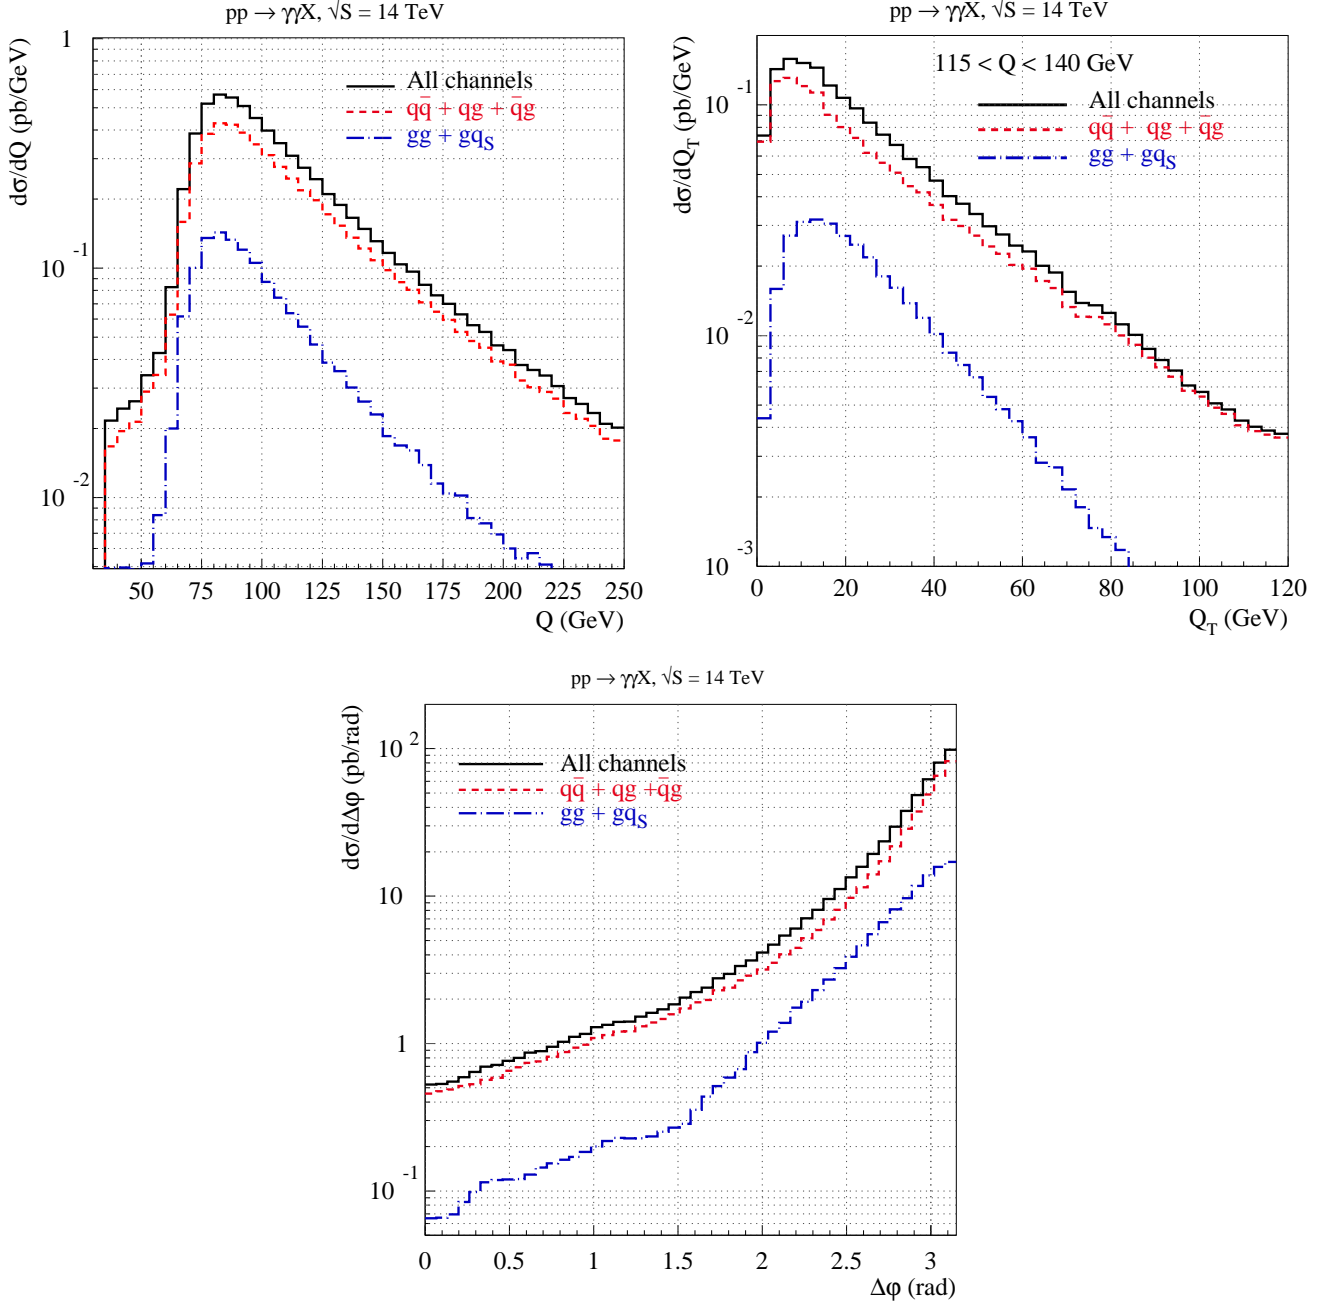 pp → γγX, √S = 14 TeV
dσ/dQ (pb/GeV)
1
10⁻¹
10⁻²
All channels
qq̄ + qg + q̄g
gg + gqS
50 75 100 125 150 175 200 225 250
Q (GeV)
pp → γγX, √S = 14 TeV
dσ/dQT (pb/GeV)
10⁻¹
10⁻²
10⁻³
115 < Q < 140 GeV
All channels
qq̄ + qg + q̄g
gg + gqS
0 20 40 60 80 100 120
QT (GeV)
pp → γγX, √S = 14 TeV
dσ/dΔφ (pb/rad)
10²
10
1
10⁻¹
All channels
qq̄ + qg +q̄g
gg + gqS
0 0.5 1 1.5 2 2.5 3
Δφ (rad)